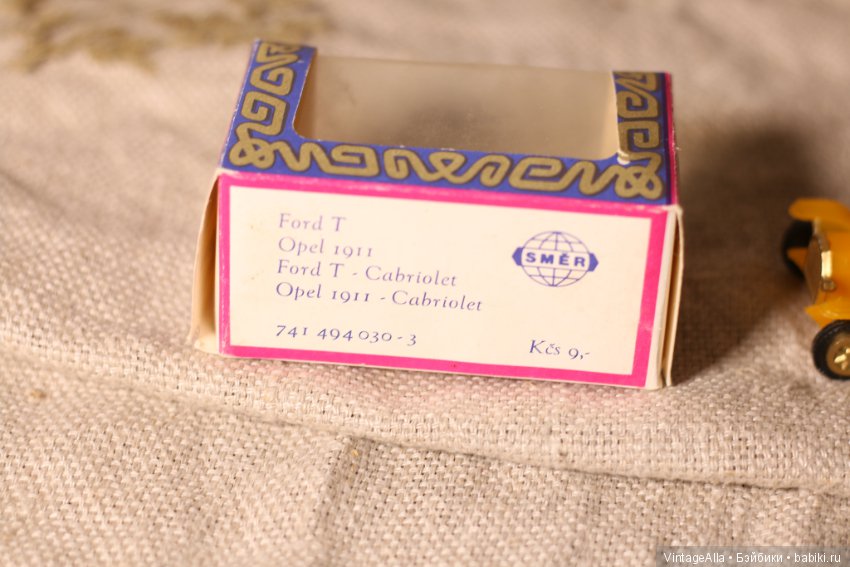 Ford T
Opel 1911
Ford T - Cabriolet
Opel 1911 - Cabriolet
SMĚR
741 494 030-3
Kčs 9,-
VintageAlla • Бэйбики • babiki.ru